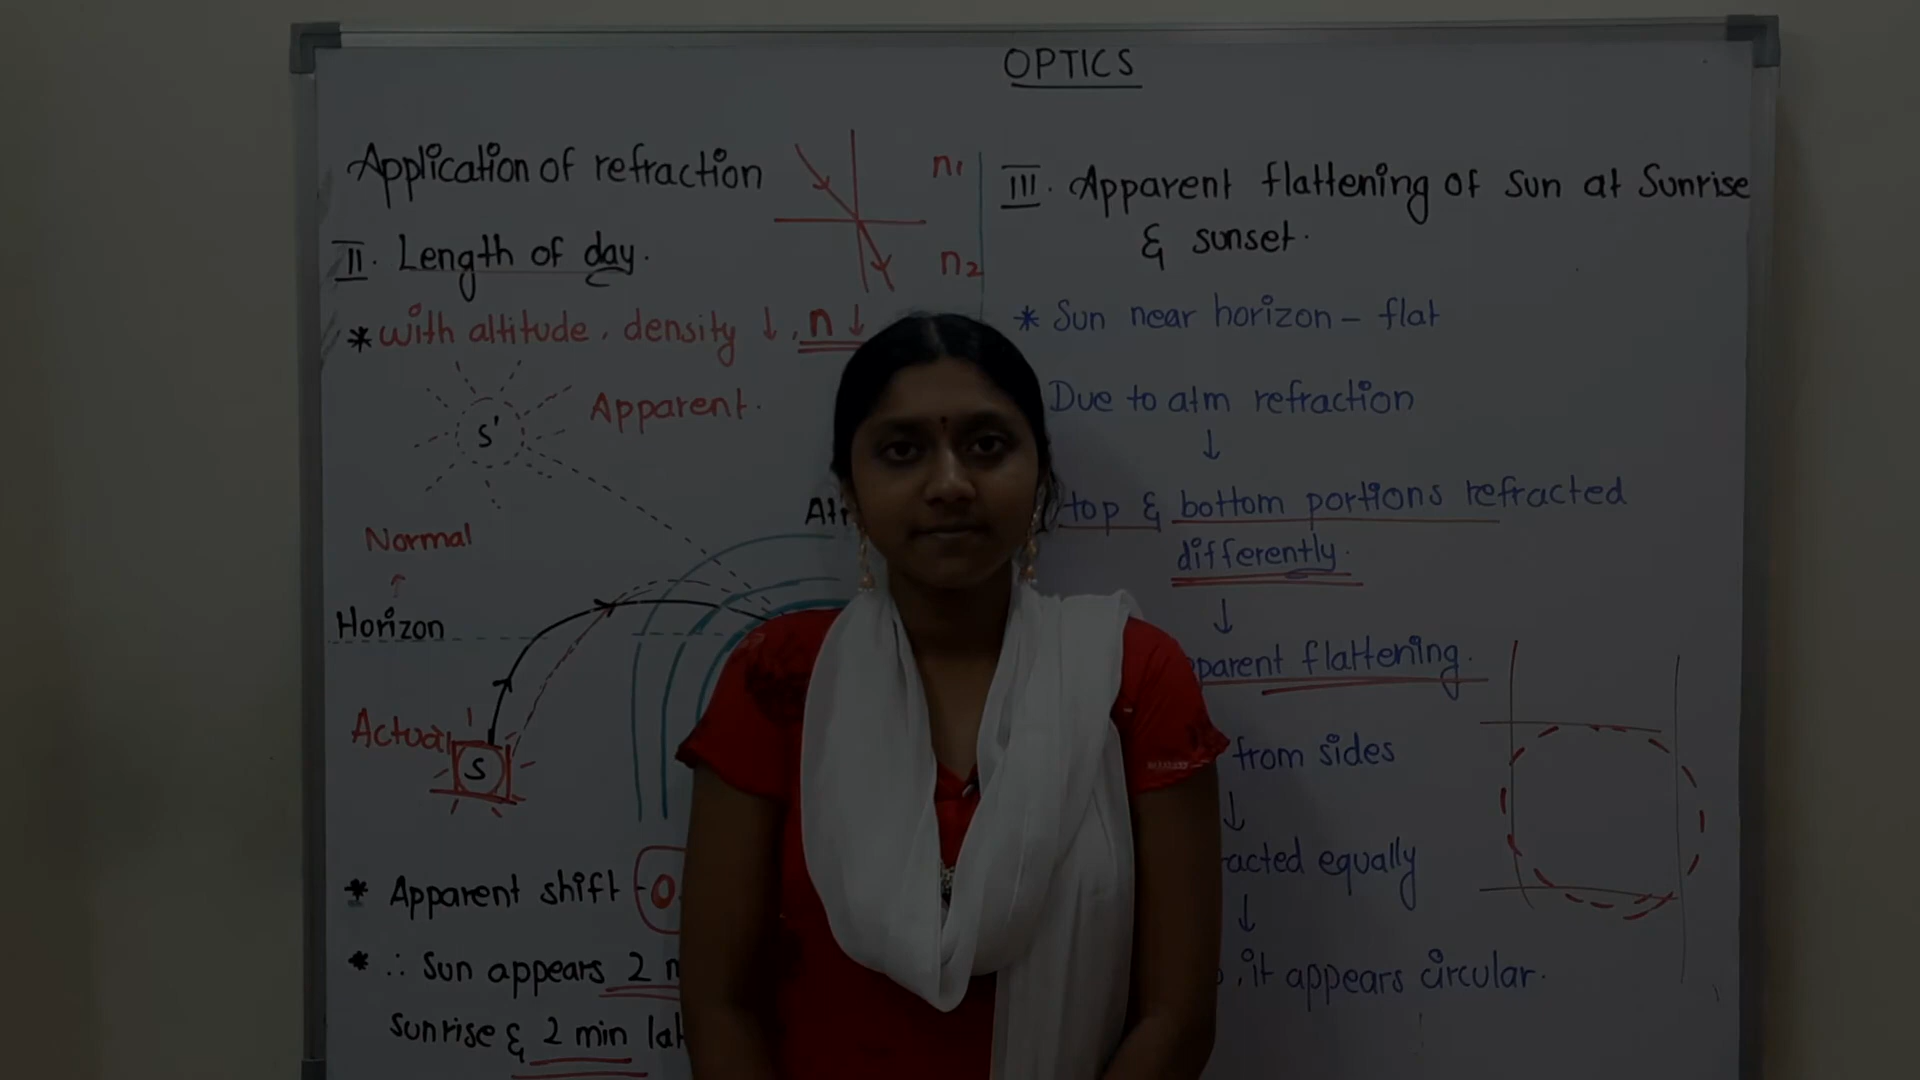 OPTICS
Application of refraction
II. Length of day.
* with altitude, density ↓, n ↓
n1
n2
S'
Apparent.
Normal
Horizon
Actual
S
* Apparent shift -
* ∴ Sun appears 2
sunrise & 2 min
III. Apparent flattening of sun at Sunrise
& sunset.
* Sun near horizon - flat
Due to atm refraction
↓
top & bottom portions refracted
differently.
↓
parent flattening.
from sides
↓
acted equally
↓
, it appears circular.